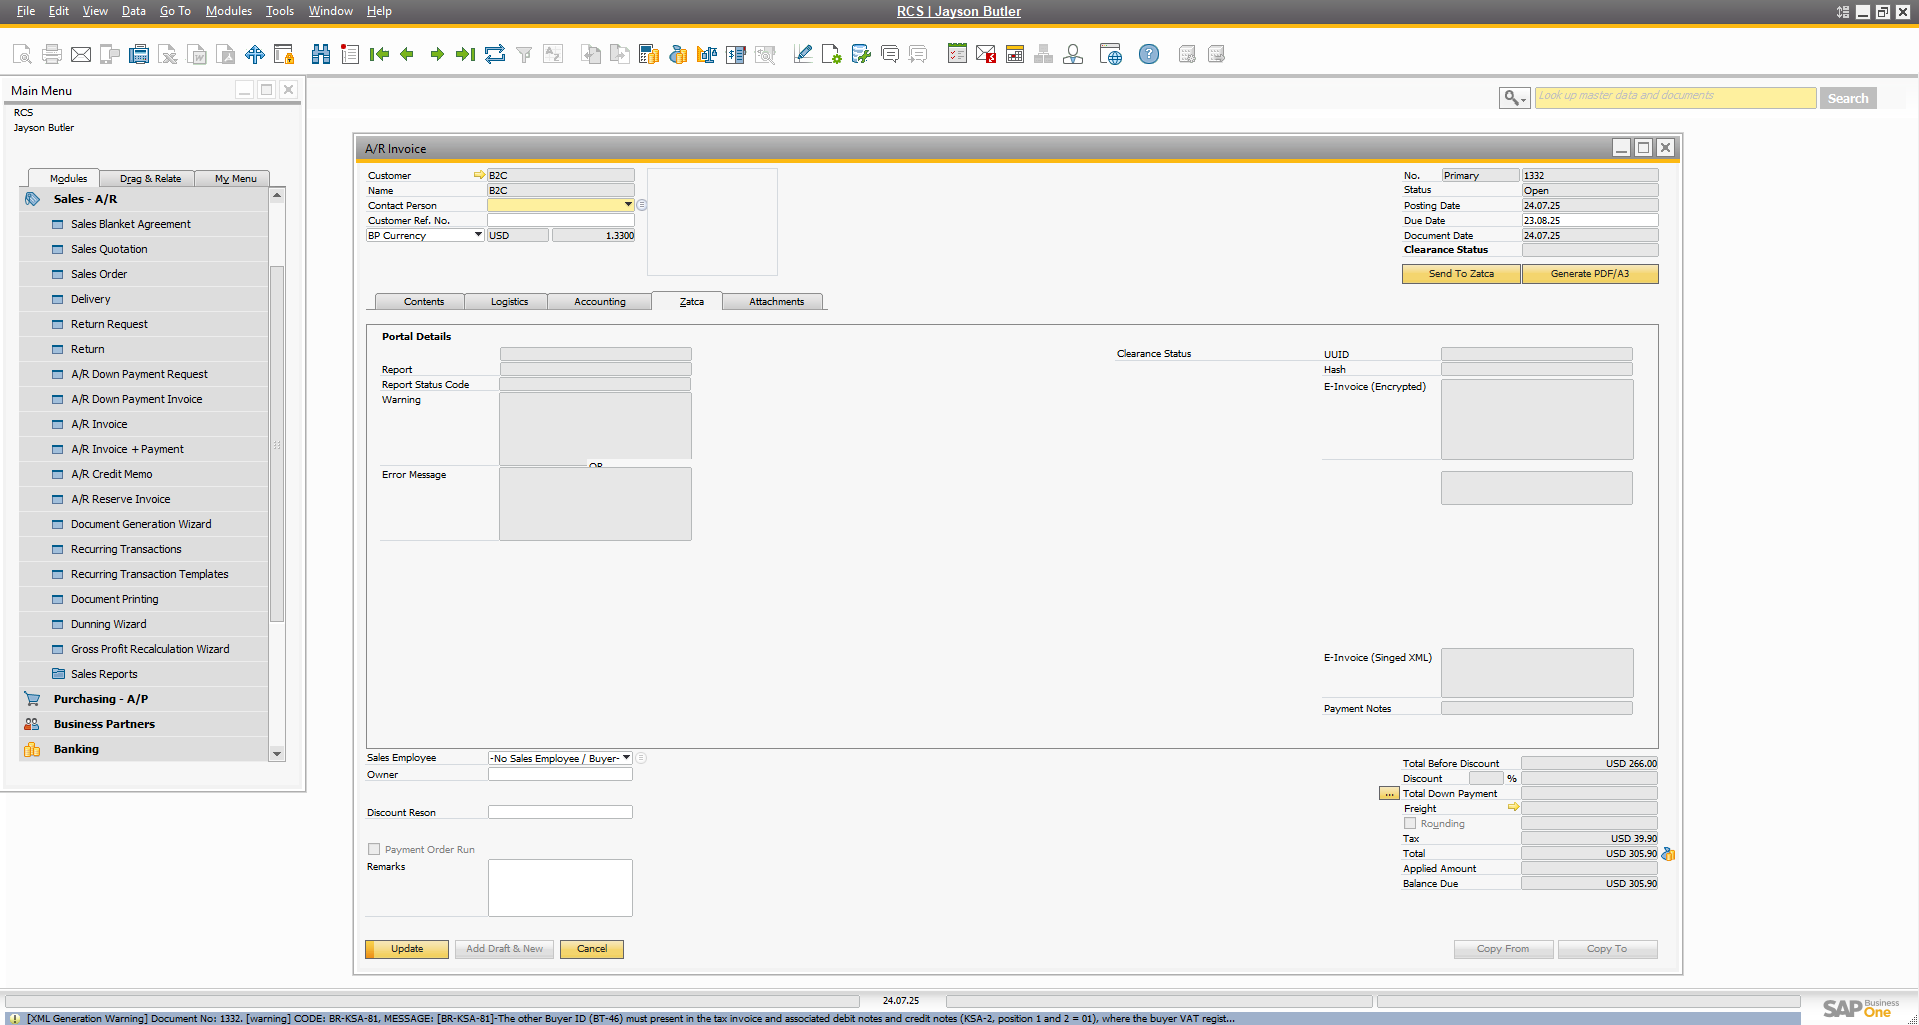 File Edit View Data Go To Modules Tools Window Help
RCS | Jayson Butler
Main Menu
RCS
Jayson Butler
Modules Drag & Relate My Menu
Sales - A/R
Sales Blanket Agreement
Sales Quotation
Sales Order
Delivery
Return Request
Return
A/R Down Payment Request
A/R Down Payment Invoice
A/R Invoice
A/R Invoice + Payment
A/R Credit Memo
A/R Reserve Invoice
Document Generation Wizard
Recurring Transactions
Recurring Transaction Templates
Document Printing
Dunning Wizard
Gross Profit Recalculation Wizard
Sales Reports
Purchasing - A/P
Business Partners
Banking
Look up master data and documents
Search
A/R Invoice
Customer B2C
Name B2C
Contact Person
Customer Ref. No.
BP Currency USD 1.3300
No. Primary 1332
Status Open
Posting Date 24.07.25
Due Date 23.08.25
Document Date 24.07.25
Clearance Status
Send To Zatca Generate PDF/A3
Contents Logistics Accounting Zatca Attachments
Portal Details
Report
Report Status Code
Warning
Error Message
Clearance Status
UUID
Hash
E-Invoice (Encrypted)
E-Invoice (Singed XML)
Payment Notes
Sales Employee -No Sales Employee / Buyer-
Owner
Discount Reson
Payment Order Run
Remarks
Total Before Discount USD 266.00
Discount %
... Total Down Payment
Freight
Rounding
Tax USD 39.90
Total USD 305.90
Applied Amount
Balance Due USD 305.90
Update Add Draft & New Cancel
Copy From Copy To
24.07.25
SAP Business One
[XML Generation Warning] Document No: 1332. [warning] CODE: BR-KSA-81, MESSAGE: [BR-KSA-81]-The other Buyer ID (BT-46) must present in the tax invoice and associated debit notes and credit notes (KSA-2, position 1 and 2 = 01), where the buyer VAT regist...